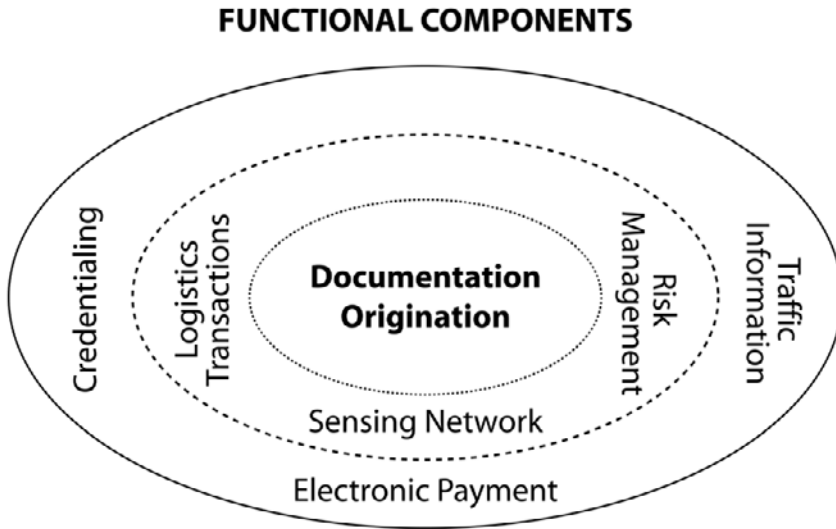 FUNCTIONAL COMPONENTS
Credentialing
Logistics
Transactions
Documentation
Origination
Risk
Management
Traffic
Information
Sensing Network
Electronic Payment